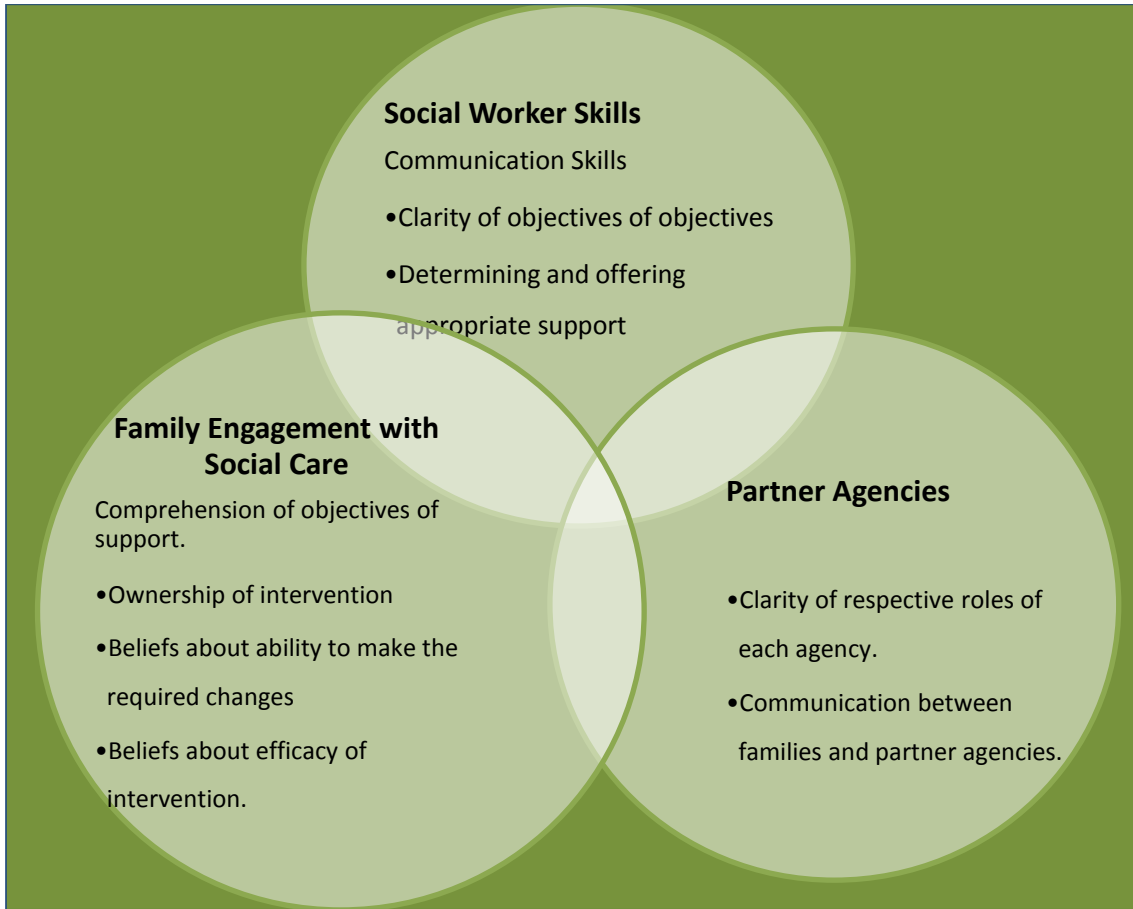 Social Worker Skills
Communication Skills
•Clarity of objectives of objectives
•Determining and offering
appropriate support
Family Engagement with
Social Care
Comprehension of objectives of
support.
•Ownership of intervention
•Beliefs about ability to make the
required changes
•Beliefs about efficacy of
intervention.
Partner Agencies
•Clarity of respective roles of
each agency.
•Communication between
families and partner agencies.